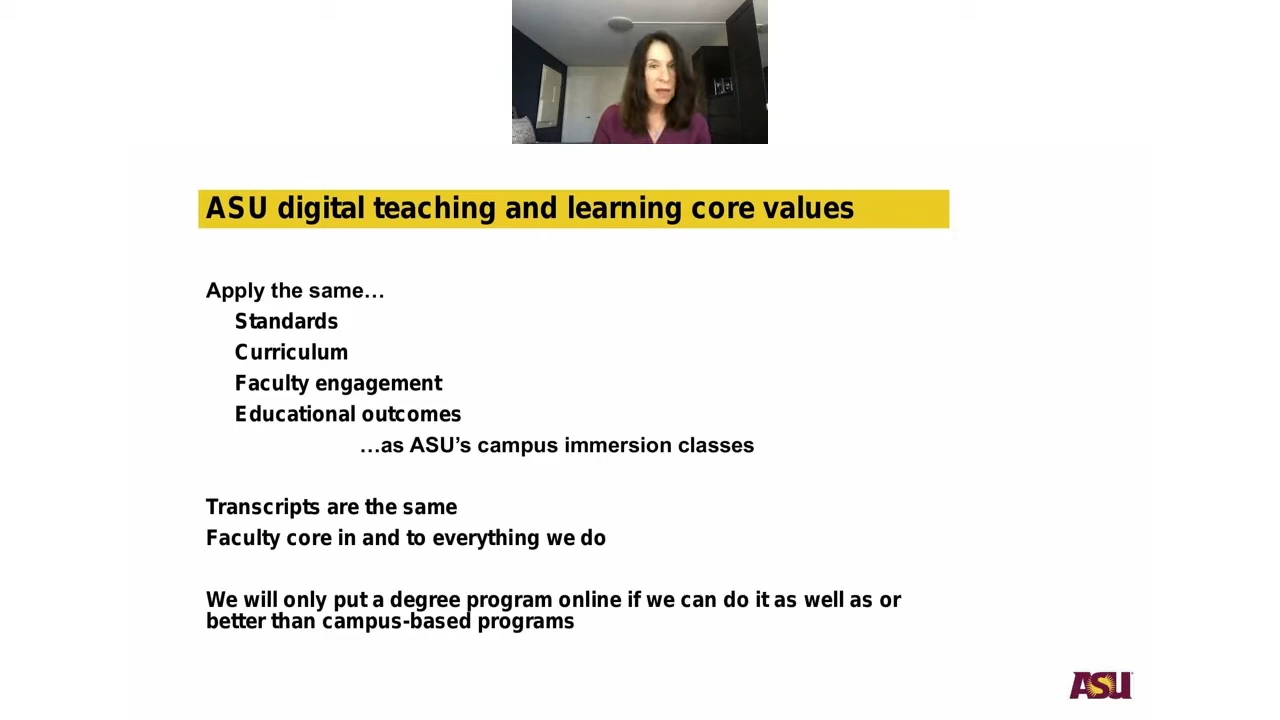 ASU digital teaching and learning core values
Apply the same…
Standards
Curriculum
Faculty engagement
Educational outcomes
…as ASU’s campus immersion classes
Transcripts are the same
Faculty core in and to everything we do
We will only put a degree program online if we can do it as well as or
better than campus-based programs
ASU